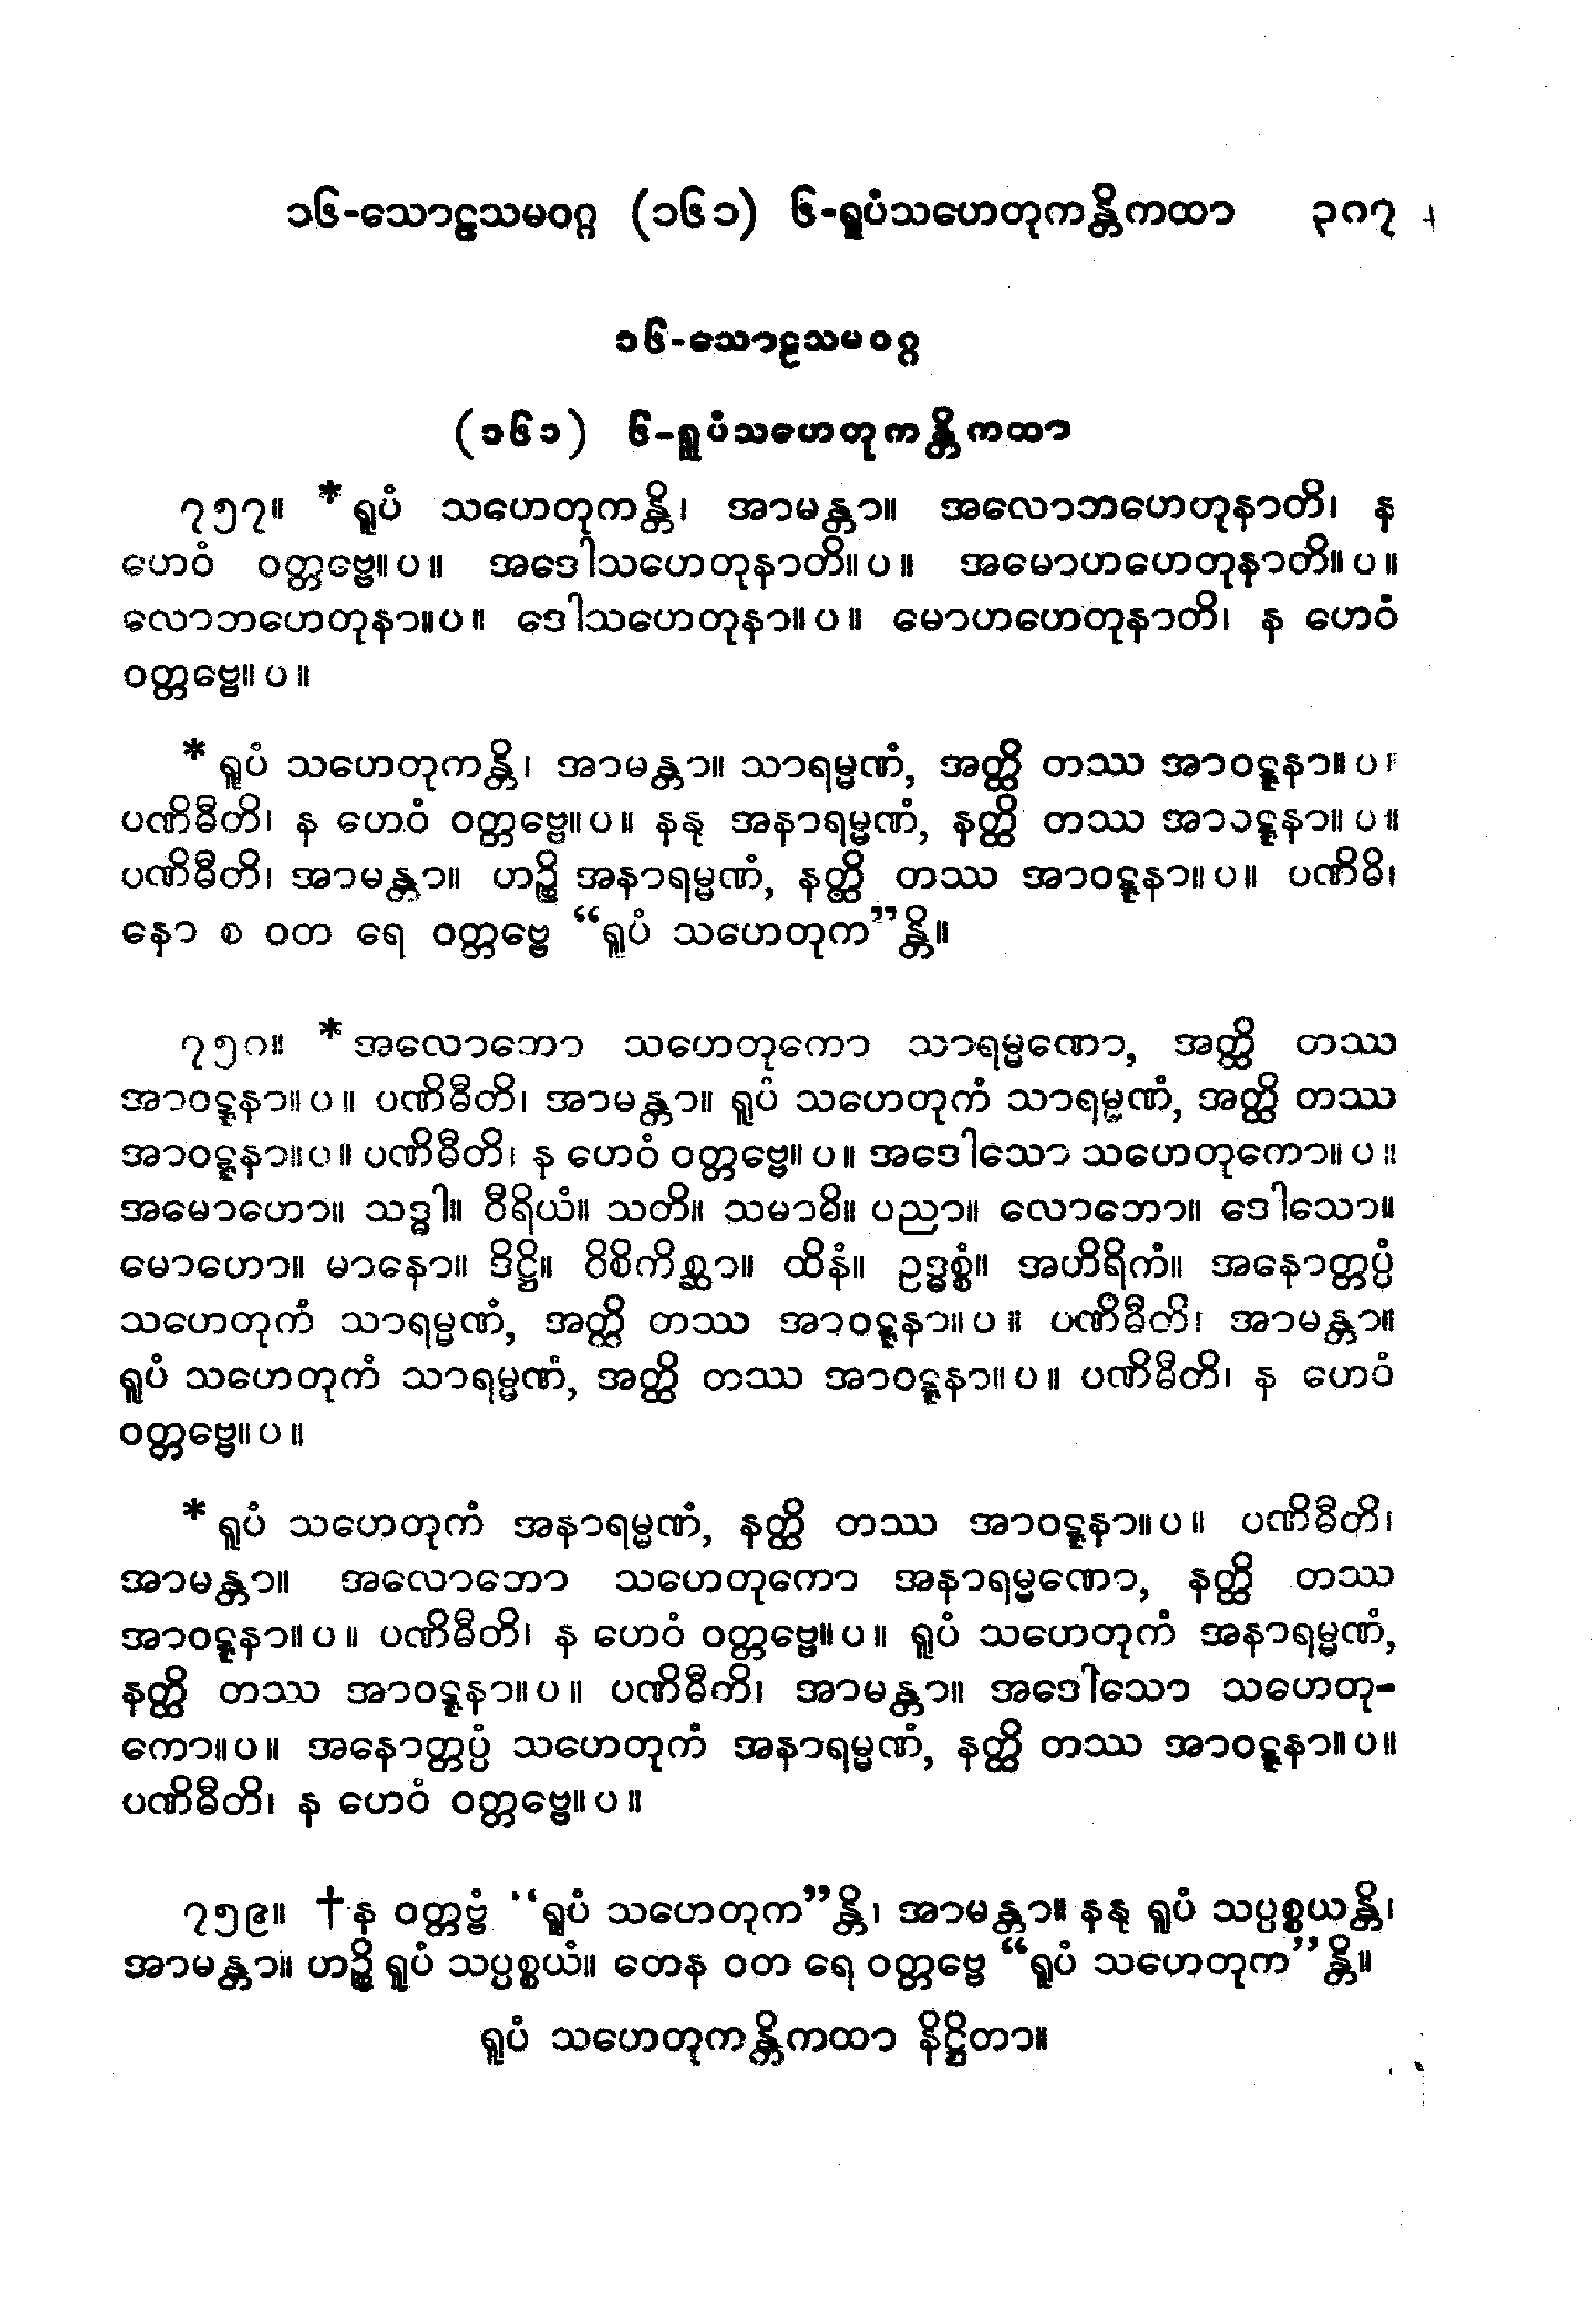 ၁၆-သောဠသမဝဂ္ဂ (၁၆၁) ၆-ရူပံသဟေတုကန္တိကထာ ၃၈၇
၁၆-သောဠသမဝဂ္ဂ
(၁၆၁) ၆-ရူပံသဟေတုကန္တိကထာ
၇၅၇။ *ရူပံ သဟေတုကန္တိ၊ အာမန္တာ။ အလောဘဟေတုနာတိ၊ န
ဟေဝံ ဝတ္တဗ္ဗေ။ပ။ အဒေါသဟေတုနာတိ။ပ။ အမောဟဟေတုနာတိ။ပ။
လောဘဟေတုနာ။ပ။ ဒေါသဟေတုနာ။ပ။ မောဟဟေတုနာတိ၊ န ဟေဝံ
ဝတ္တဗ္ဗေ။ပ။
*ရူပံ သဟေတုကန္တိ၊ အာမန္တာ။ သာရမ္မဏံ, အတ္ထိ တဿ အာဝဋ္ဋနာ။ပ။
ပဏိဓီတိ၊ န ဟေဝံ ဝတ္တဗ္ဗေ။ပ။ နနု အနာရမ္မဏံ, နတ္ထိ တဿ အာဝဋ္ဋနာ။ပ။
ပဏိဓီတိ၊ အာမန္တာ။ ဟဉ္စိ အနာရမ္မဏံ, နတ္ထိ တဿ အာဝဋ္ဋနာ။ပ။ ပဏိဓိ၊
နော စ ဝတ ရေ ဝတ္တဗ္ဗေ “ရူပံ သဟေတုက”န္တိ။
၇၅၈။ *အလောဘော သဟေတုကော သာရမ္မဏော, အတ္ထိ တဿ
အာဝဋ္ဋနာ။ပ။ ပဏိဓီတိ၊ အာမန္တာ။ ရူပံ သဟေတုကံ သာရမ္မဏံ, အတ္ထိ တဿ
အာဝဋ္ဋနာ။ပ။ ပဏိဓီတိ၊ န ဟေဝံ ဝတ္တဗ္ဗေ။ပ။ အဒေါသော သဟေတုကော။ပ။
အမောဟော။ သဒ္ဓါ။ ဝီရိယံ။ သတိ။ သမာဓိ။ ပညာ။ လောဘော။ ဒေါသော။
မောဟော။ မာနော။ ဒိဋ္ဌိ။ ဝိစိကိစ္ဆာ။ ထိနံ။ ဥဒ္ဓစ္စံ။ အဟိရိကံ။ အနောတ္တပ္ပံ
သဟေတုကံ သာရမ္မဏံ, အတ္ထိ တဿ အာဝဋ္ဋနာ။ပ။ ပဏိဓီတိ၊ အာမန္တာ။
ရူပံ သဟေတုကံ သာရမ္မဏံ, အတ္ထိ တဿ အာဝဋ္ဋနာ။ပ။ ပဏိဓီတိ၊ န ဟေဝံ
ဝတ္တဗ္ဗေ။ပ။
*ရူပံ သဟေတုကံ အနာရမ္မဏံ, နတ္ထိ တဿ အာဝဋ္ဋနာ။ပ။ ပဏိဓီတိ၊
အာမန္တာ။ အလောဘော သဟေတုကော အနာရမ္မဏော, နတ္ထိ တဿ
အာဝဋ္ဋနာ။ပ။ ပဏိဓီတိ၊ န ဟေဝံ ဝတ္တဗ္ဗေ။ပ။ ရူပံ သဟေတုကံ အနာရမ္မဏံ,
နတ္ထိ တဿ အာဝဋ္ဋနာ။ပ။ ပဏိဓီတိ၊ အာမန္တာ။ အဒေါသော သဟေတု-
ကော။ပ။ အနောတ္တပ္ပံ သဟေတုကံ အနာရမ္မဏံ, နတ္ထိ တဿ အာဝဋ္ဋနာ။ပ။
ပဏိဓီတိ၊ န ဟေဝံ ဝတ္တဗ္ဗေ။ပ။
၇၅၉။ †န ဝတ္တဗ္ဗံ “ရူပံ သဟေတုက”န္တိ၊ အာမန္တာ။ နနု ရူပံ သပ္ပစ္စယန္တိ၊
အာမန္တာ။ ဟဉ္စိ ရူပံ သပ္ပစ္စယံ။ တေန ဝတ ရေ ဝတ္တဗ္ဗေ “ရူပံ သဟေတုက”န္တိ။
ရူပံ သဟေတုကန္တိကထာ နိဋ္ဌိတာ။